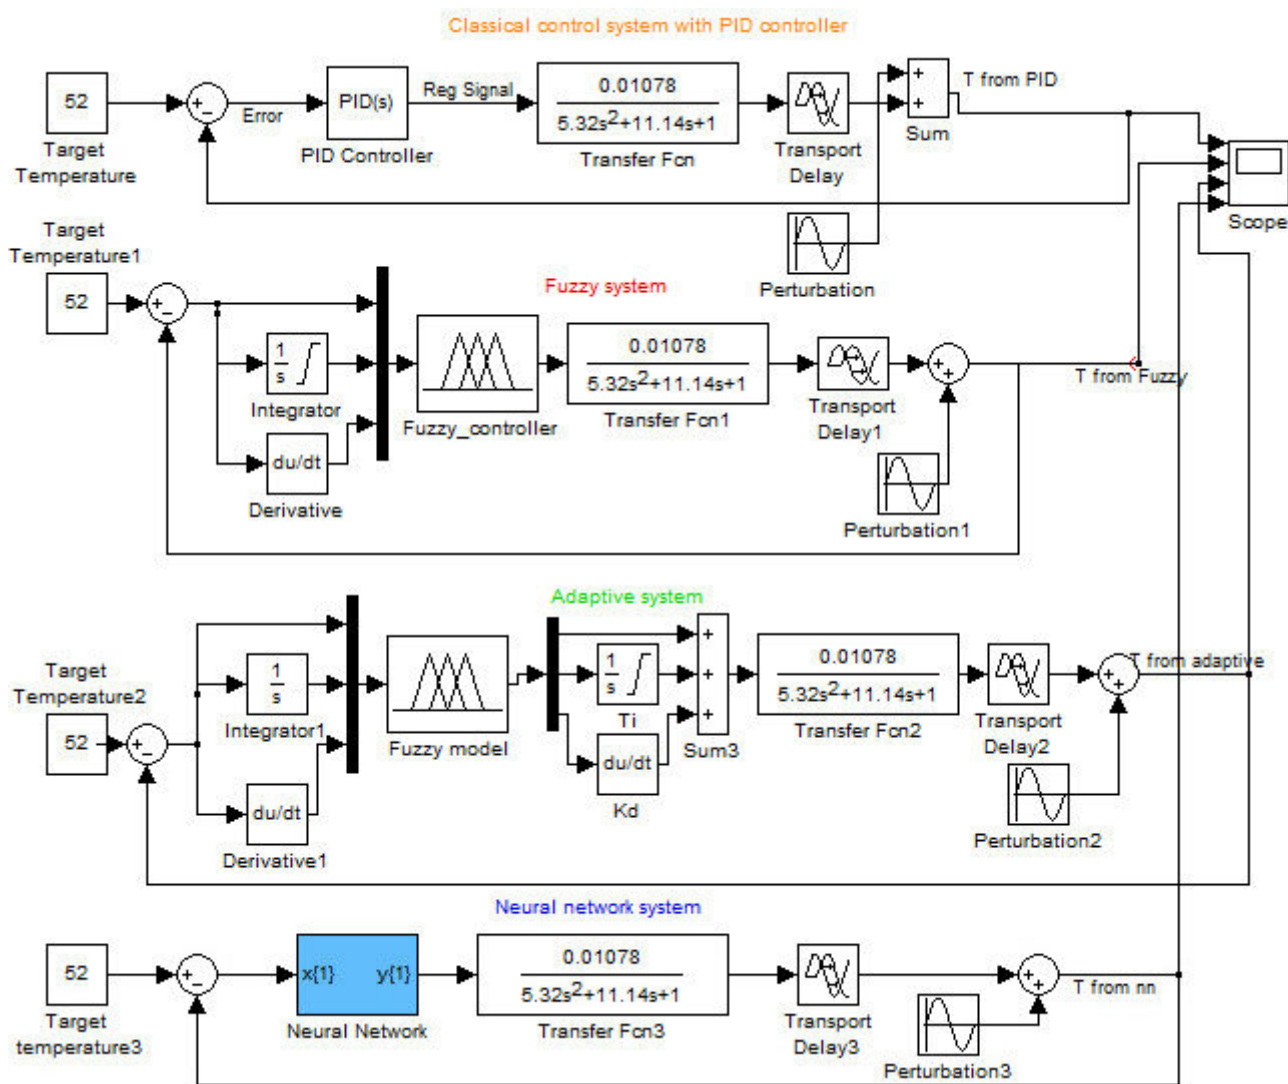 Classical control system with PID controller
52
Target
Temperature
+
−
Error
PID(s)
PID Controller
Reg Signal
0.01078
5.32s²+11.14s+1
Transfer Fcn
Transport
Delay
+
+
Sum
T from PID
Scope
Perturbation
Target
Temperature1
52
+
−
1
s
Integrator
du/dt
Derivative
Fuzzy system
Fuzzy_controller
0.01078
5.32s²+11.14s+1
Transfer Fcn1
Transport
Delay1
+
+
T from Fuzzy
Perturbation1
Adaptive system
Target
Temperature2
52
+
−
1
s
Integrator1
du/dt
Derivative1
Fuzzy model
1
s
Ti
du/dt
Kd
+
+
+
Sum3
0.01078
5.32s²+11.14s+1
Transfer Fcn2
Transport
Delay2
+
+
T from adaptive
Perturbation2
Neural network system
52
Target
temperature3
+
−
x{1} y{1}
Neural Network
0.01078
5.32s²+11.14s+1
Transfer Fcn3
Transport
Delay3
+
+
T from nn
Perturbation3